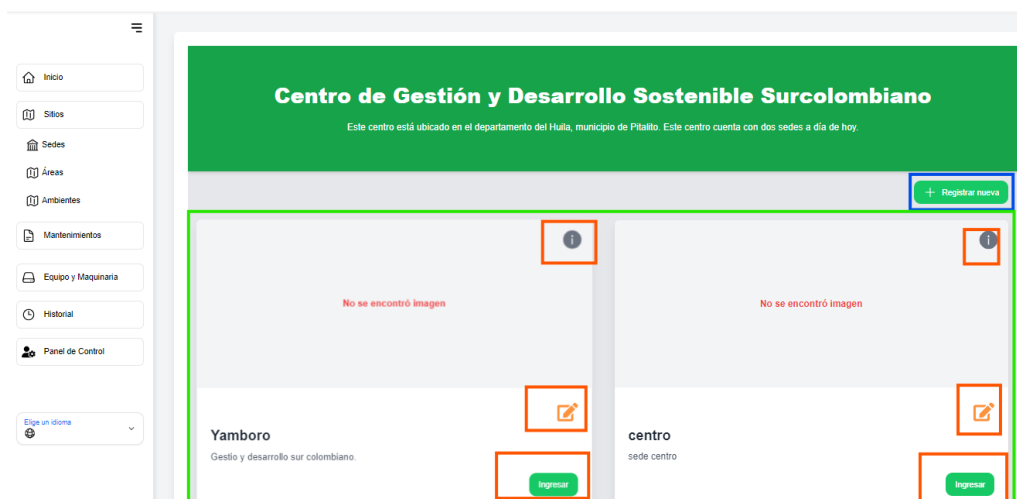 Inicio
Sitios
Sedes
Áreas
Ambientes
Mantenimientos
Equipo y Maquinaria
Historial
Panel de Control
Elige un idioma
Centro de Gestión y Desarrollo Sostenible Surcolombiano
Este centro está ubicado en el departamento del Huila, municipio de Pitalito. Este centro cuenta con dos sedes a día de hoy.
+ Registrar nueva
i
No se encontró imagen
Yamboro
Gestio y desarrollo sur colombiano.
Ingresar
i
No se encontró imagen
centro
sede centro
Ingresar